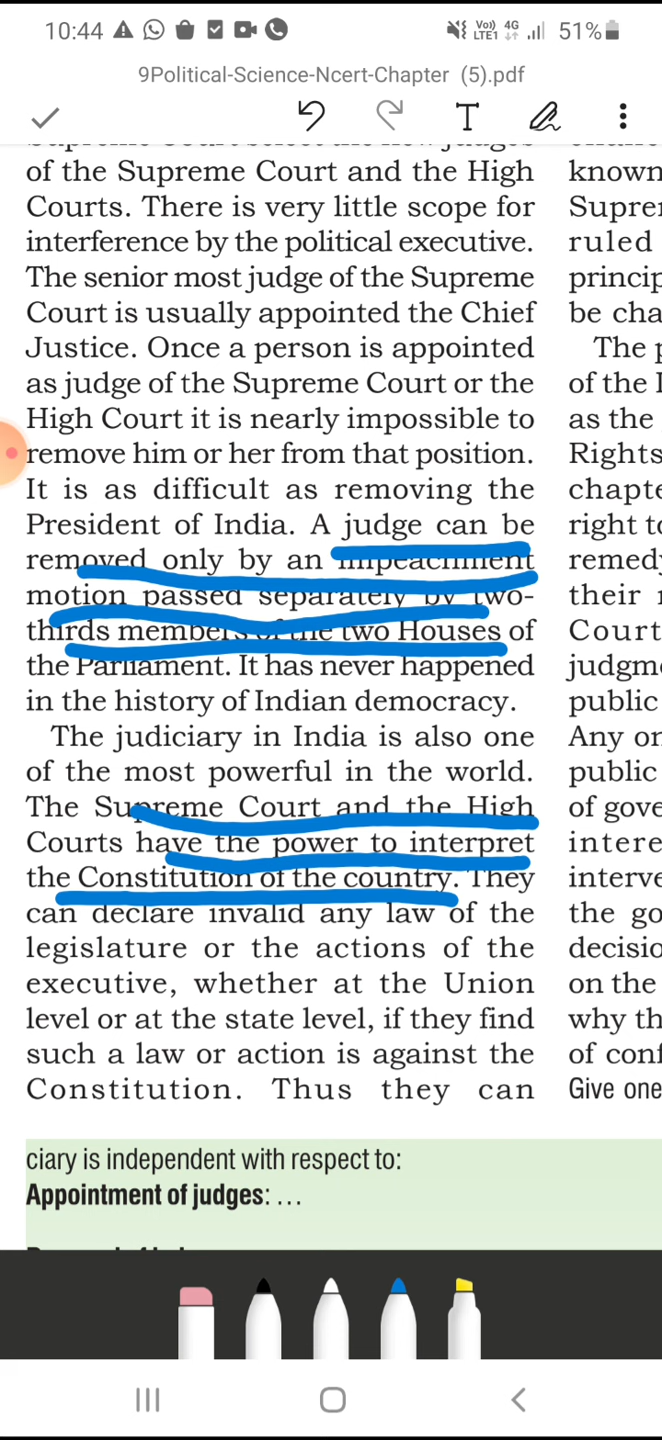 10:44
Vo)) 4G
LTE1
51%
9Political-Science-Ncert-Chapter (5).pdf
T
of the Supreme Court and the High
Courts. There is very little scope for
interference by the political executive.
The senior most judge of the Supreme
Court is usually appointed the Chief
Justice. Once a person is appointed
as judge of the Supreme Court or the
High Court it is nearly impossible to
remove him or her from that position.
It is as difficult as removing the
President of India. A judge can be
removed only by an impeachment
motion passed separately by two-
thirds members of the two Houses of
the Parliament. It has never happened
in the history of Indian democracy.
The judiciary in India is also one
of the most powerful in the world.
The Supreme Court and the High
Courts have the power to interpret
the Constitution of the country. They
can declare invalid any law of the
legislature or the actions of the
executive, whether at the Union
level or at the state level, if they find
such a law or action is against the
Constitution. Thus they can
known
Suprem
ruled
princip
be cha
The p
of the I
as the
Rights
chapte
right to
remedy
their
Court
judgm
public
Any on
public
of gove
intere
interve
the go
decisio
on the
why th
of conf
Give one
ciary is independent with respect to:
Appointment of judges: …